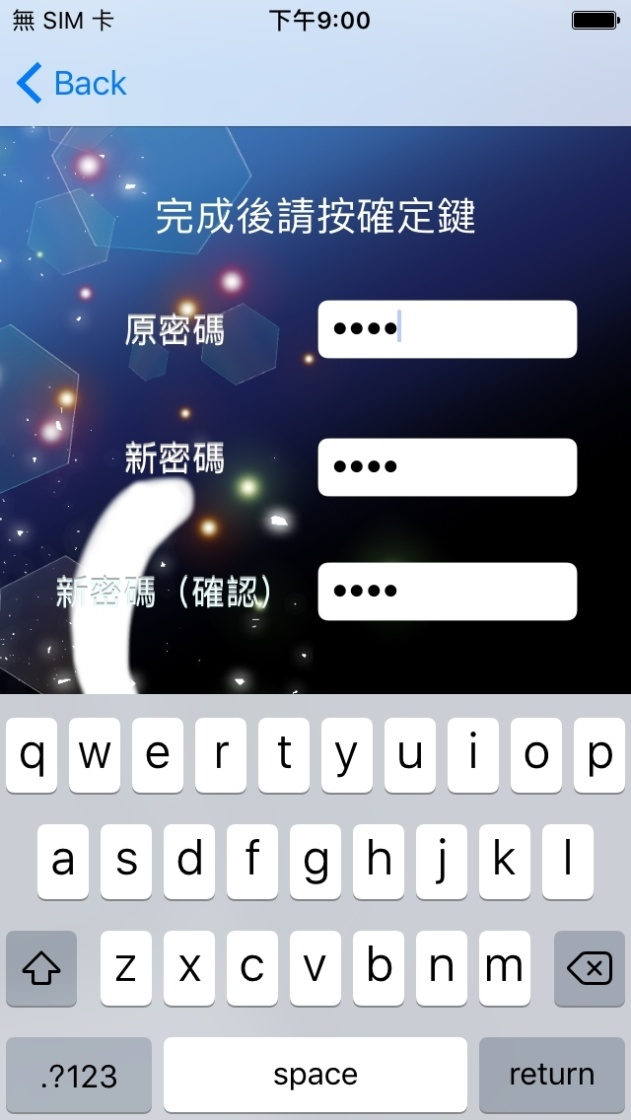 無 SIM 卡 下午9:00
Back
完成後請按確定鍵
原密碼 ••••
新密碼 ••••
新密碼（確認） ••••
q w e r t y u i o p
a s d f g h j k l
z x c v b n m
.?123 space return